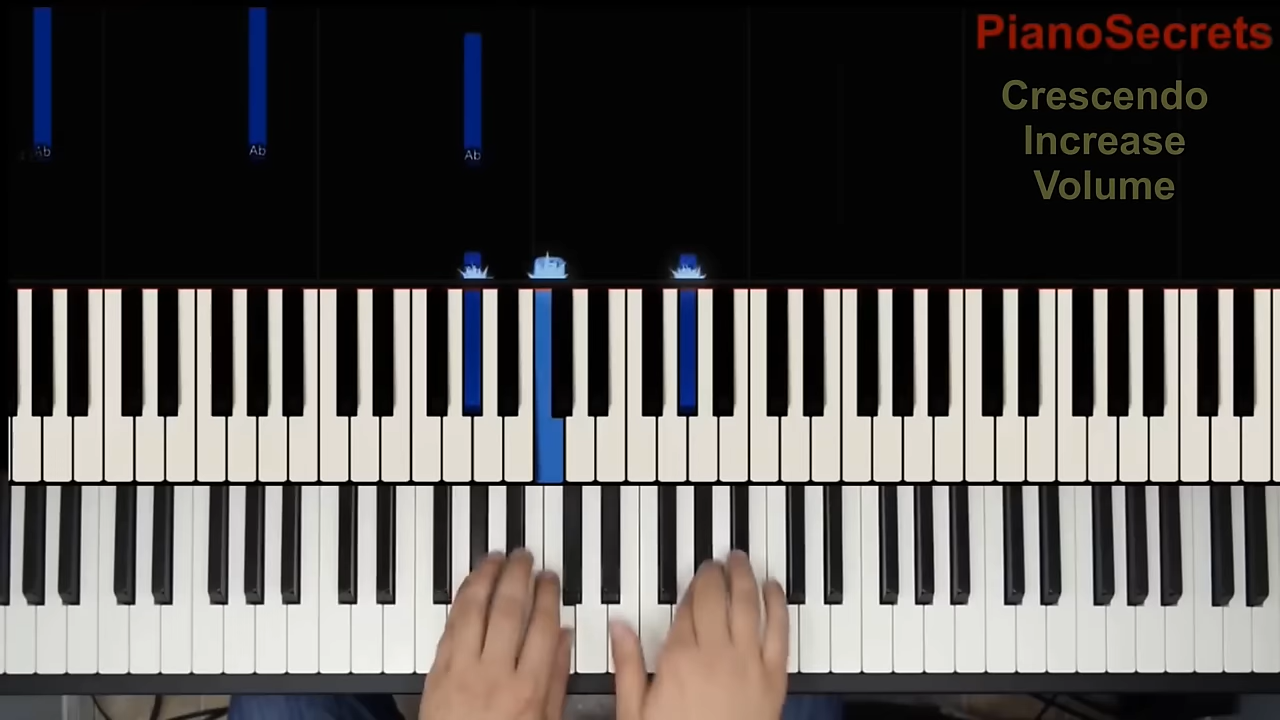 PianoSecrets
Crescendo
Increase
Volume
Ab
Ab
Ab